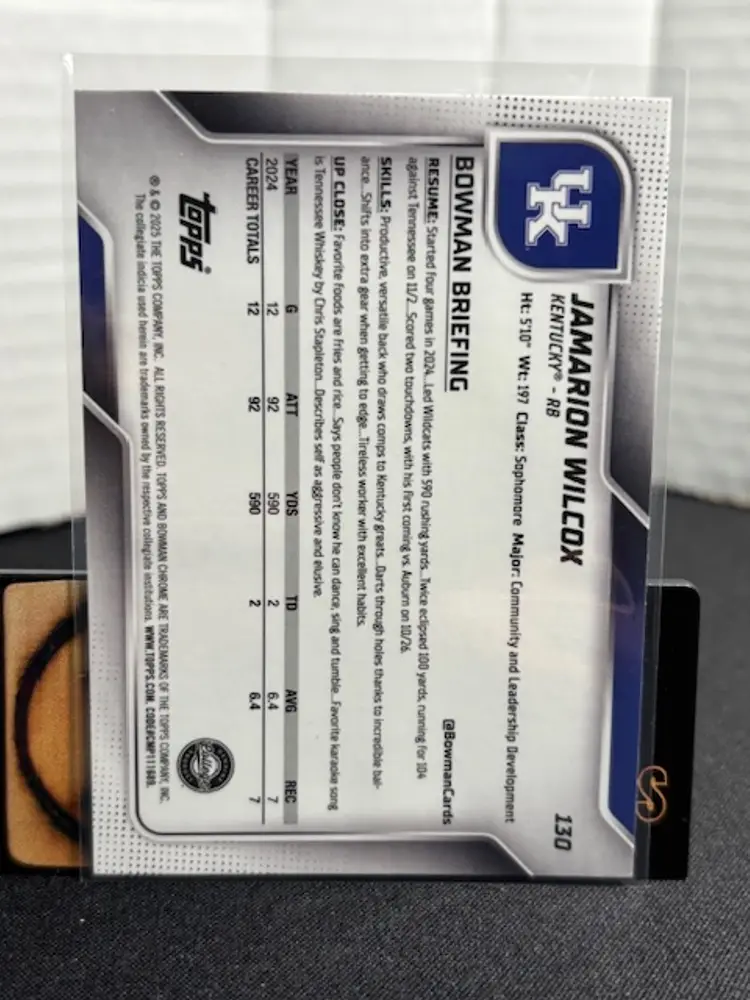 130
JAMARION WILCOX
KENTUCKY® - RB
Ht: 5'10" Wt: 197 Class: Sophomore Major: Community and Leadership Development
UK
BOWMAN BRIEFING
@BowmanCards
RESUME: Started four games in 2024...Led Wildcats with 590 rushing yards...Twice eclipsed 100 yards, running for 104
against Tennessee on 11/2...Scored two touchdowns, with his first coming vs. Auburn on 10/26.
SKILLS: Productive, versatile back who draws comps to Kentucky greats...Darts through holes thanks to incredible bal-
ance...Shifts into extra gear when getting to edge...Tireless worker with excellent habits.
UP CLOSE: Favorite foods are fries and rice...Says people don't know he can dance, sing and tumble...Favorite karaoke song
is Tennessee Whiskey by Chris Stapleton...Describes self as aggressive and elusive.
YEAR G ATT YDS TD AVG REC
2024 12 92 590 2 6.4 7
CAREER TOTALS 12 92 590 2 6.4 7
topps
® & © 2025 THE TOPPS COMPANY, INC. ALL RIGHTS RESERVED. TOPPS AND BOWMAN CHROME ARE TRADEMARKS OF THE TOPPS COMPANY, INC.
The collegiate indicia used herein are trademarks owned by the respective collegiate institutions. WWW.TOPPS.COM. CODE#CMP111689.